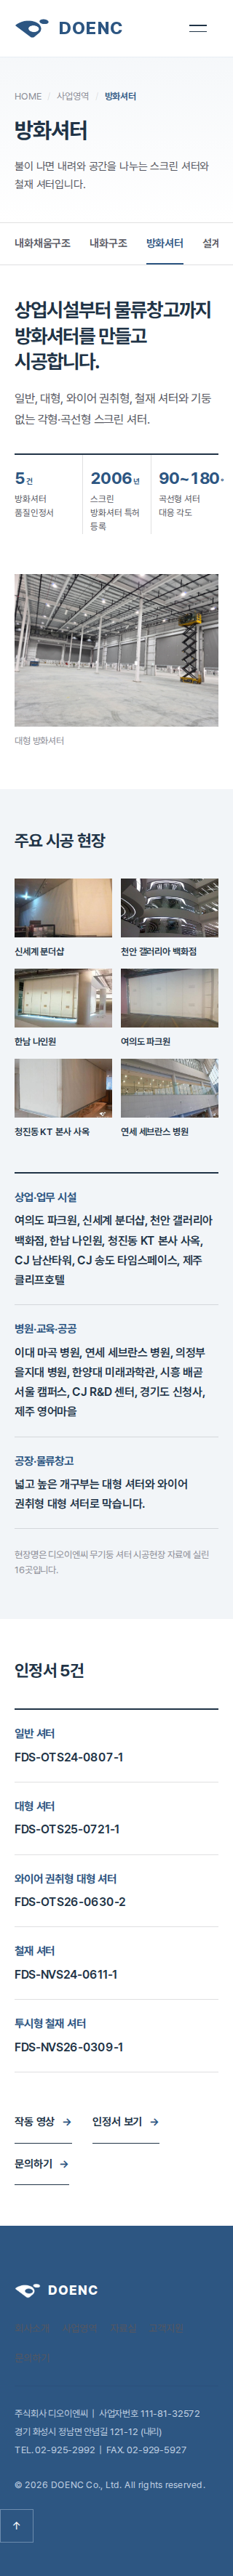 DOENC
HOME / 사업영역 / 방화셔터
방화셔터
불이 나면 내려와 공간을 나누는 스크린 셔터와
철재 셔터입니다.
내화채움구조 내화구조 방화셔터
상업시설부터 물류창고까지
방화셔터를 만들고
시공합니다.
일반, 대형, 와이어 권취형, 철재 셔터와 기둥
없는 각형·곡선형 스크린 셔터.
5건 2006년 90~180°
방화셔터
품질인정서
스크린
방화셔터 특허
등록
곡선형 셔터
대응 각도
대형 방화셔터
주요 시공 현장
신세계 분더샵 천안 갤러리아 백화점
한남 나인원 여의도 파크원
청진동 KT 본사 사옥 연세 세브란스 병원
상업·업무 시설
여의도 파크원, 신세계 분더샵, 천안 갤러리아
백화점, 한남 나인원, 청진동 KT 본사 사옥,
CJ 남산타워, CJ 송도 타임스페이스, 제주
클리프호텔
병원·교육·공공
이대 마곡 병원, 연세 세브란스 병원, 의정부
을지대 병원, 한양대 미래과학관, 시흥 배곧
서울 캠퍼스, CJ R&D 센터, 경기도 신청사,
제주 영어마을
공장·물류창고
넓고 높은 개구부는 대형 셔터와 와이어
권취형 대형 셔터로 막습니다.
현장명은 디오이엔씨 무기둥 셔터 시공현장 자료에 실린
16곳입니다.
인정서 5건
일반 셔터
FDS-OTS24-0807-1
대형 셔터
FDS-OTS25-0721-1
와이어 권취형 대형 셔터
FDS-OTS26-0630-2
철재 셔터
FDS-NVS24-0611-1
투시형 철재 셔터
FDS-NVS26-0309-1
작동 영상 → 인정서 보기 →
문의하기 →
DOENC
주식회사 디오이엔씨 | 사업자번호 111-81-32572
경기 화성시 정남면 안녕길 121-12 (내리)
TEL. 02-925-2992 | FAX. 02-929-5927
© 2026 DOENC Co., Ltd. All rights reserved.
↑